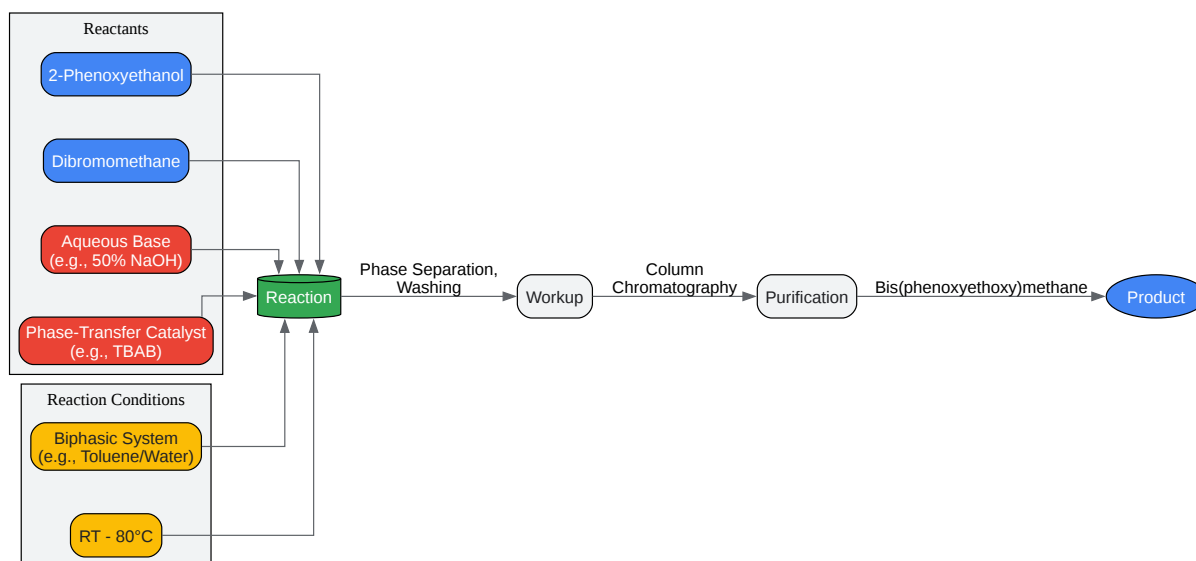 Reactants
2-Phenoxyethanol
Dibromomethane
Aqueous Base
(e.g., 50% NaOH)
Phase-Transfer Catalyst
(e.g., TBAB)
Reaction Conditions
Biphasic System
(e.g., Toluene/Water)
RT - 80°C
Reaction
Phase Separation,
Washing
Workup
Column
Chromatography
Purification
Bis(phenoxyethoxy)methane
Product